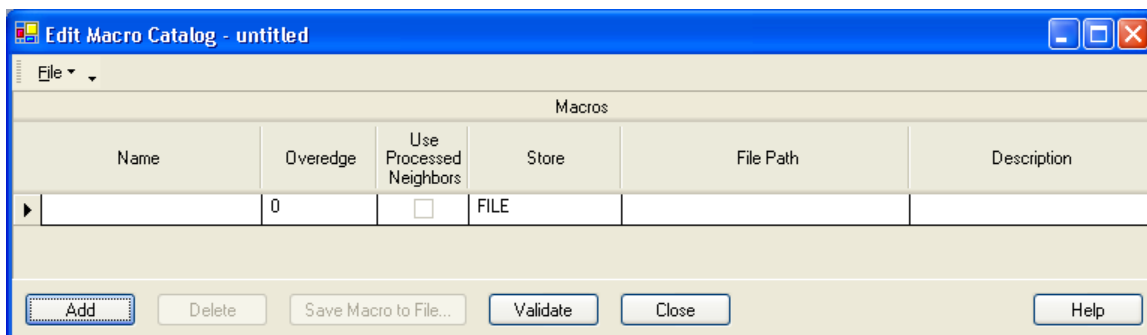 Edit Macro Catalog - untitled
File
Macros
Name
Overedge
Use
Processed
Neighbors
Store
File Path
Description
0
FILE
Add
Delete
Save Macro to File...
Validate
Close
Help